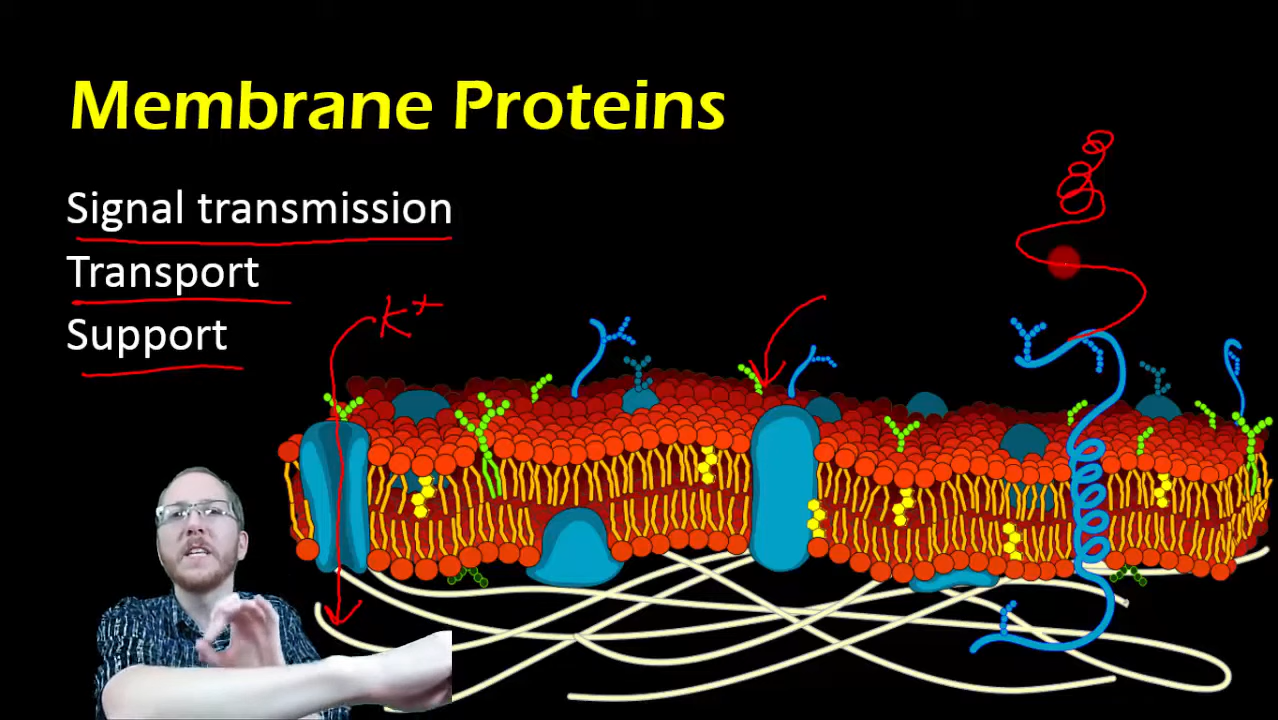 Membrane Proteins
Signal transmission
Transport
Support
K+